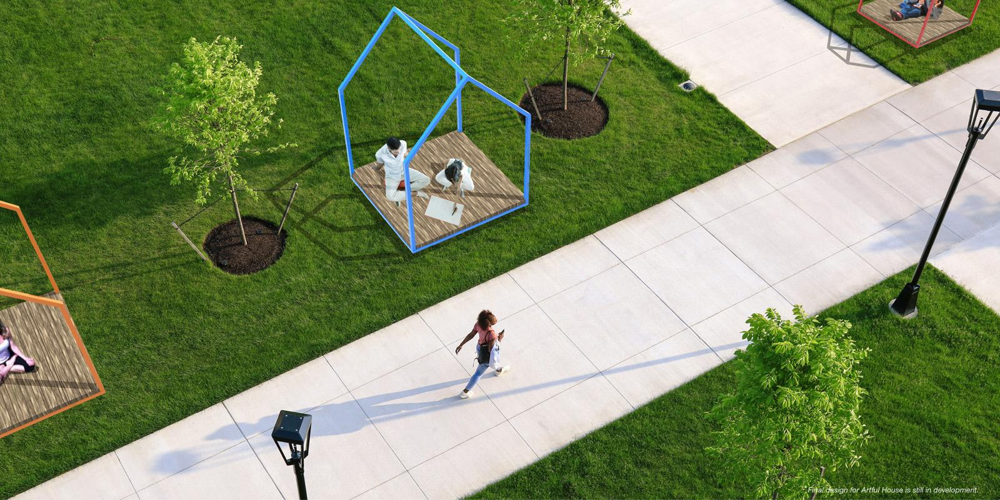 * Final design for Artful House is still in development.